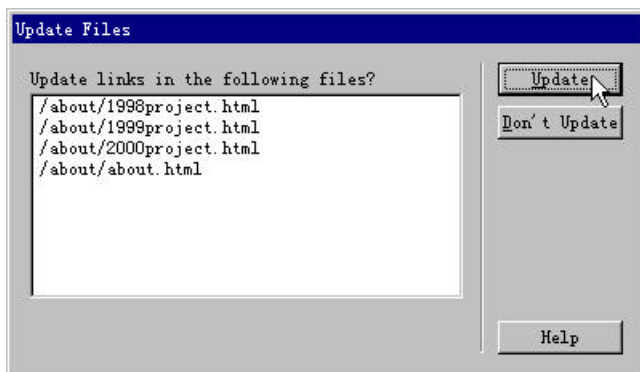 Update Files
Update links in the following files?
/about/1998project.html
/about/1999project.html
/about/2000project.html
/about/about.html
Update
Don't Update
Help